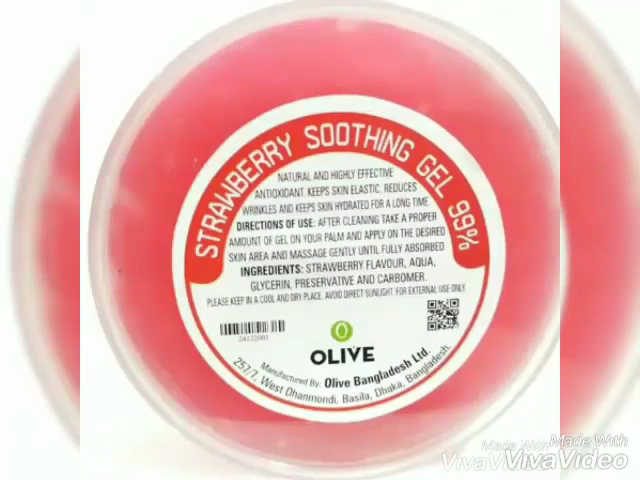 STRAWBERRY SOOTHING GEL 99%
NATURAL AND HIGHLY EFFECTIVE
ANTIOXIDANT. KEEPS SKIN ELASTIC, REDUCES
WRINKLES AND KEEPS SKIN HYDRATED FOR A LONG TIME
DIRECTIONS OF USE: AFTER CLEANING TAKE A PROPER
AMOUNT OF GEL ON YOUR PALM AND APPLY ON THE DESIRED
SKIN AREA AND MASSAGE GENTLY UNTIL FULLY ABSORBED
INGREDIENTS: STRAWBERRY FLAVOUR, AQUA,
GLYCERIN, PRESERVATIVE AND CARBOMER.
PLEASE KEEP IN A COOL AND DRY PLACE. AVOID DIRECT SUNLIGHT. FOR EXTERNAL USE ONLY
OLIVE
Manufactured By: Olive Bangladesh Ltd.
257/7, West Dhanmondi, Basila, Dhaka, Bangladesh.
Made With
VivaVideo